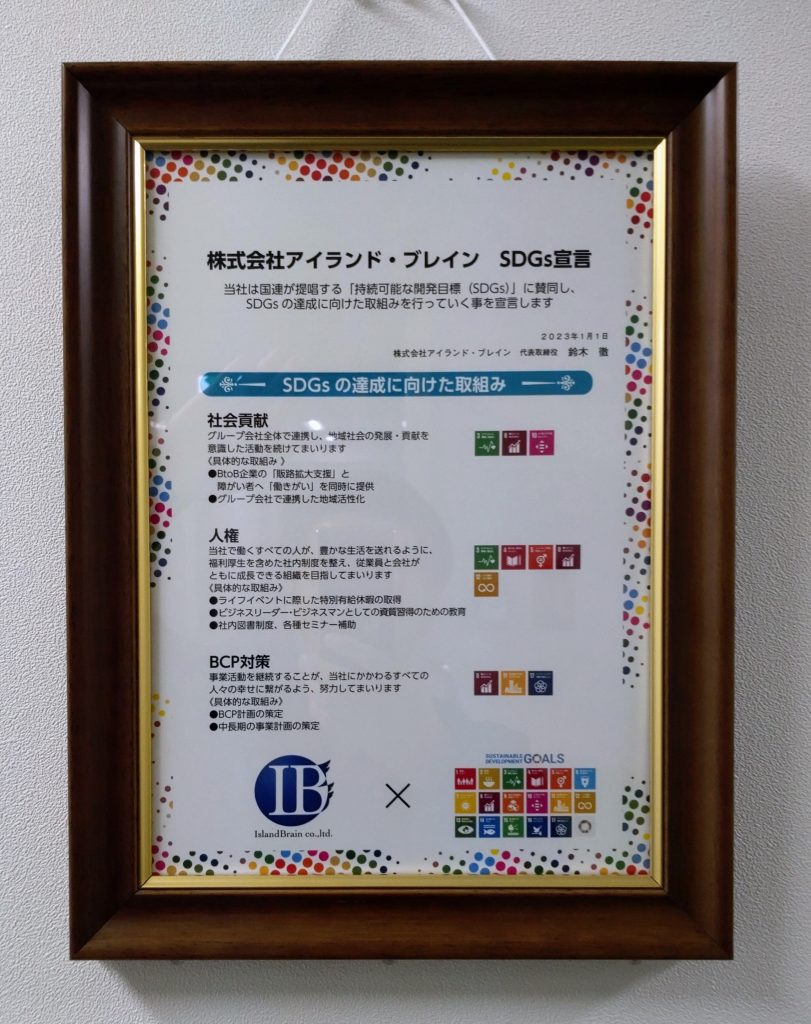 株式会社アイランド・ブレイン　SDGs宣言
当社は国連が提唱する「持続可能な開発目標（SDGs）」に賛同し、
SDGs の達成に向けた取組みを行っていく事を宣言します
２０２３年１月１日
株式会社アイランド・ブレイン　代表取締役　鈴木　徹
SDGs の達成に向けた取組み
社会貢献
グループ会社全体で連携し、地域社会の発展・貢献を
意識した活動を続けてまいります
《具体的な取組み 》
●BtoB企業の「販路拡大支援」と
障がい者へ「働きがい」を同時に提供
●グループ会社で連携した地域活性化
3 8 10
人権
当社で働くすべての人が、豊かな生活を送れるように、
福利厚生を含めた社内制度を整え、従業員と会社が
ともに成長できる組織を目指してまいります
《具体的な取組み》
●ライフイベントに際した特別有給休暇の取得
●ビジネスリーダー・ビジネスマンとしての資質習得のための教育
●社内図書制度、各種セミナー補助
3 4 5 8
12
BCP対策
事業活動を継続することが、当社にかかわるすべての
人々の幸せに繋がるよう、努力してまいります
《具体的な取組み》
●BCP計画の策定
●中長期の事業計画の策定
8 11 17
IB
IslandBrain co.,ltd.
×
SUSTAINABLE
DEVELOPMENT GOALS